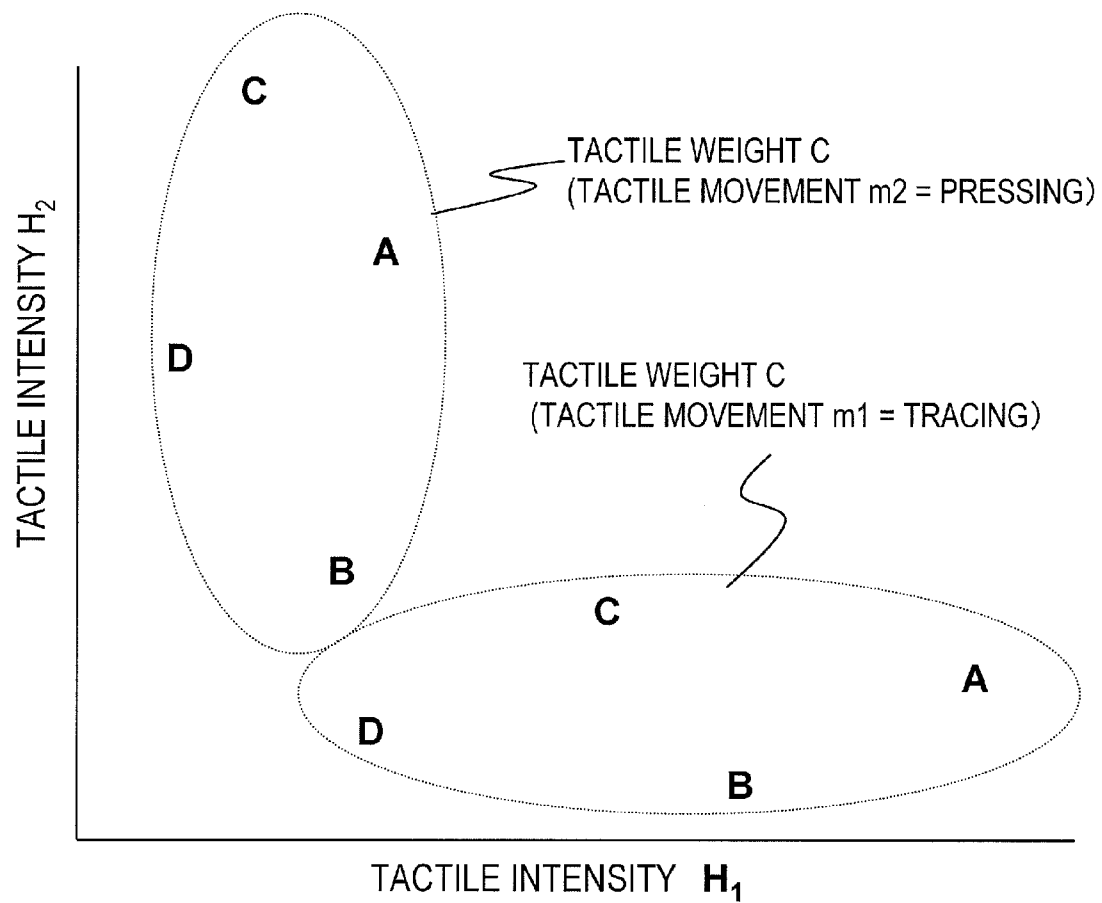 C
TACTILE WEIGHT C
(TACTILE MOVEMENT m2 = PRESSING)
A
D
TACTILE INTENSITY H₂
TACTILE WEIGHT C
(TACTILE MOVEMENT m1 = TRACING)
B
C
A
D
B
TACTILE INTENSITY H₁